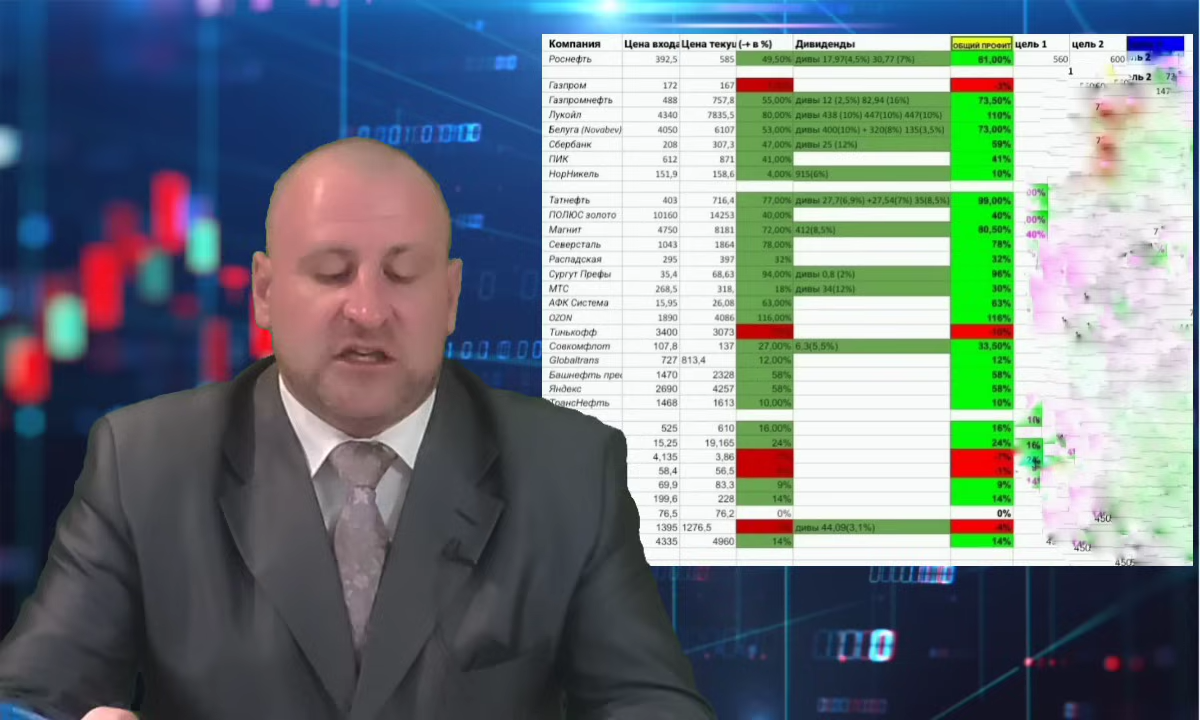 Компания Цена входа Цена текущ (-+ в %) Дивиденды ОБЩИЙ ПРОФИТ цель 1 цель 2
Роснефть 392,5 585 49,50% дивы 17,97(4,5%) 30,77 (7%) 81,00% 560 600
Газпром 172 167
Газпромнефть 488 757,8 55,00% дивы 12 (2,5%) 82,94 (16%) 73,50%
Лукойл 4340 7835,5 80,00% дивы 438 (10%) 447(10%) 447(10%) 110%
Белуга (Novabev) 4050 6107 53,00% дивы 400(10%) + 320(8%) 135(3,5%) 73,00%
Сбербанк 208 307,3 47,00% дивы 25 (12%) 59%
ПИК 612 871 41,00% 41%
НорНикель 151,9 158,6 4,00% 915(6%) 10%
Татнефть 403 716,4 77,00% дивы 27,7(6,9%) +27,54(7%) 35(8,5%) 99,00%
ПОЛЮС золото 10160 14253 40,00% 40%
Магнит 4750 8181 72,00% 412(8,5%) 80,50%
Северсталь 1043 1864 78,00% 78%
Распадская 295 397 32% 32%
Сургут Префы 35,4 68,63 94,00% дивы 0,8 (2%) 96%
МТС 268,5 318, 18% дивы 34(12%) 30%
АФК Система 15,95 26,08 63,00% 63%
OZON 1890 4086 116,00% 116%
Тинькофф 3400 3073 -10%
Совкомфлот 107,8 137 27,00% 6,3(5,5%) 33,50%
Globaltrans 727 813,4 12,00% 12%
Башнефть прес 1470 2328 58% 58%
Яндекс 2690 4257 58% 58%
ТрансНефть 1468 1613 10,00% 10%
525 610 16,00% 16%
15,25 19,165 24% 24%
4,135 3,86 -7%
58,4 56,5 -1%
69,9 83,3 9% 9%
199,6 228 14% 14%
76,5 76,2 0% 0%
1395 1276,5 дивы 44,09(3,1%) -4%
4335 4960 14% 14%